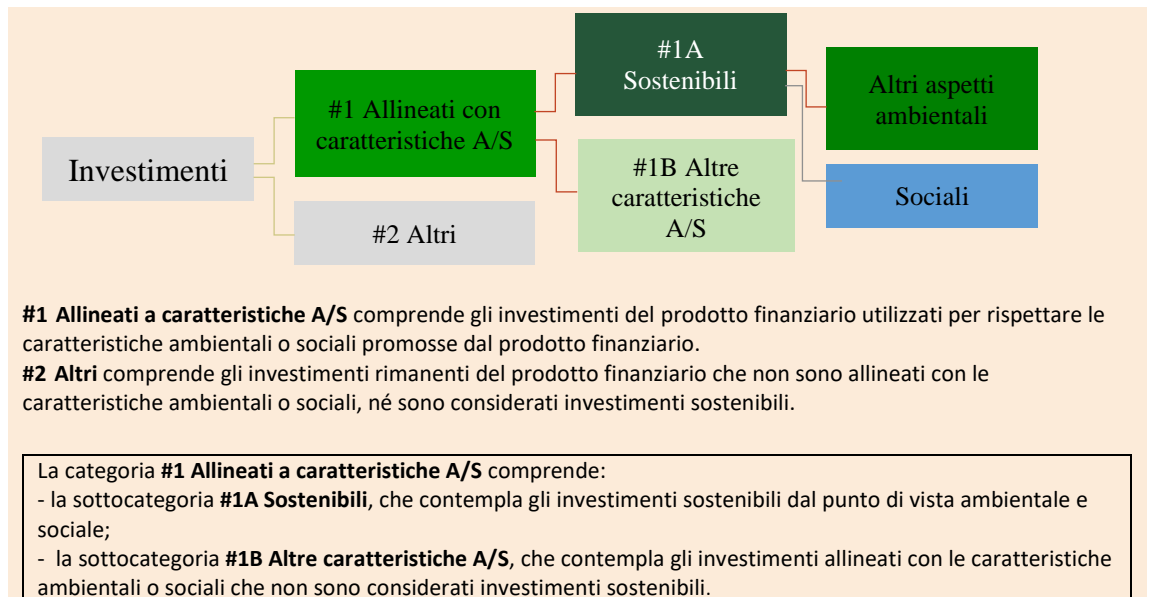 #1A
Sostenibili
Altri aspetti
ambientali
#1 Allineati con
caratteristiche A/S
Investimenti
#1B Altre
caratteristiche
A/S
Sociali
#2 Altri
#1 Allineati a caratteristiche A/S comprende gli investimenti del prodotto finanziario utilizzati per rispettare le
caratteristiche ambientali o sociali promosse dal prodotto finanziario.
#2 Altri comprende gli investimenti rimanenti del prodotto finanziario che non sono allineati con le
caratteristiche ambientali o sociali, né sono considerati investimenti sostenibili.
La categoria #1 Allineati a caratteristiche A/S comprende:
- la sottocategoria #1A Sostenibili, che contempla gli investimenti sostenibili dal punto di vista ambientale e
sociale;
- la sottocategoria #1B Altre caratteristiche A/S, che contempla gli investimenti allineati con le caratteristiche
ambientali o sociali che non sono considerati investimenti sostenibili.